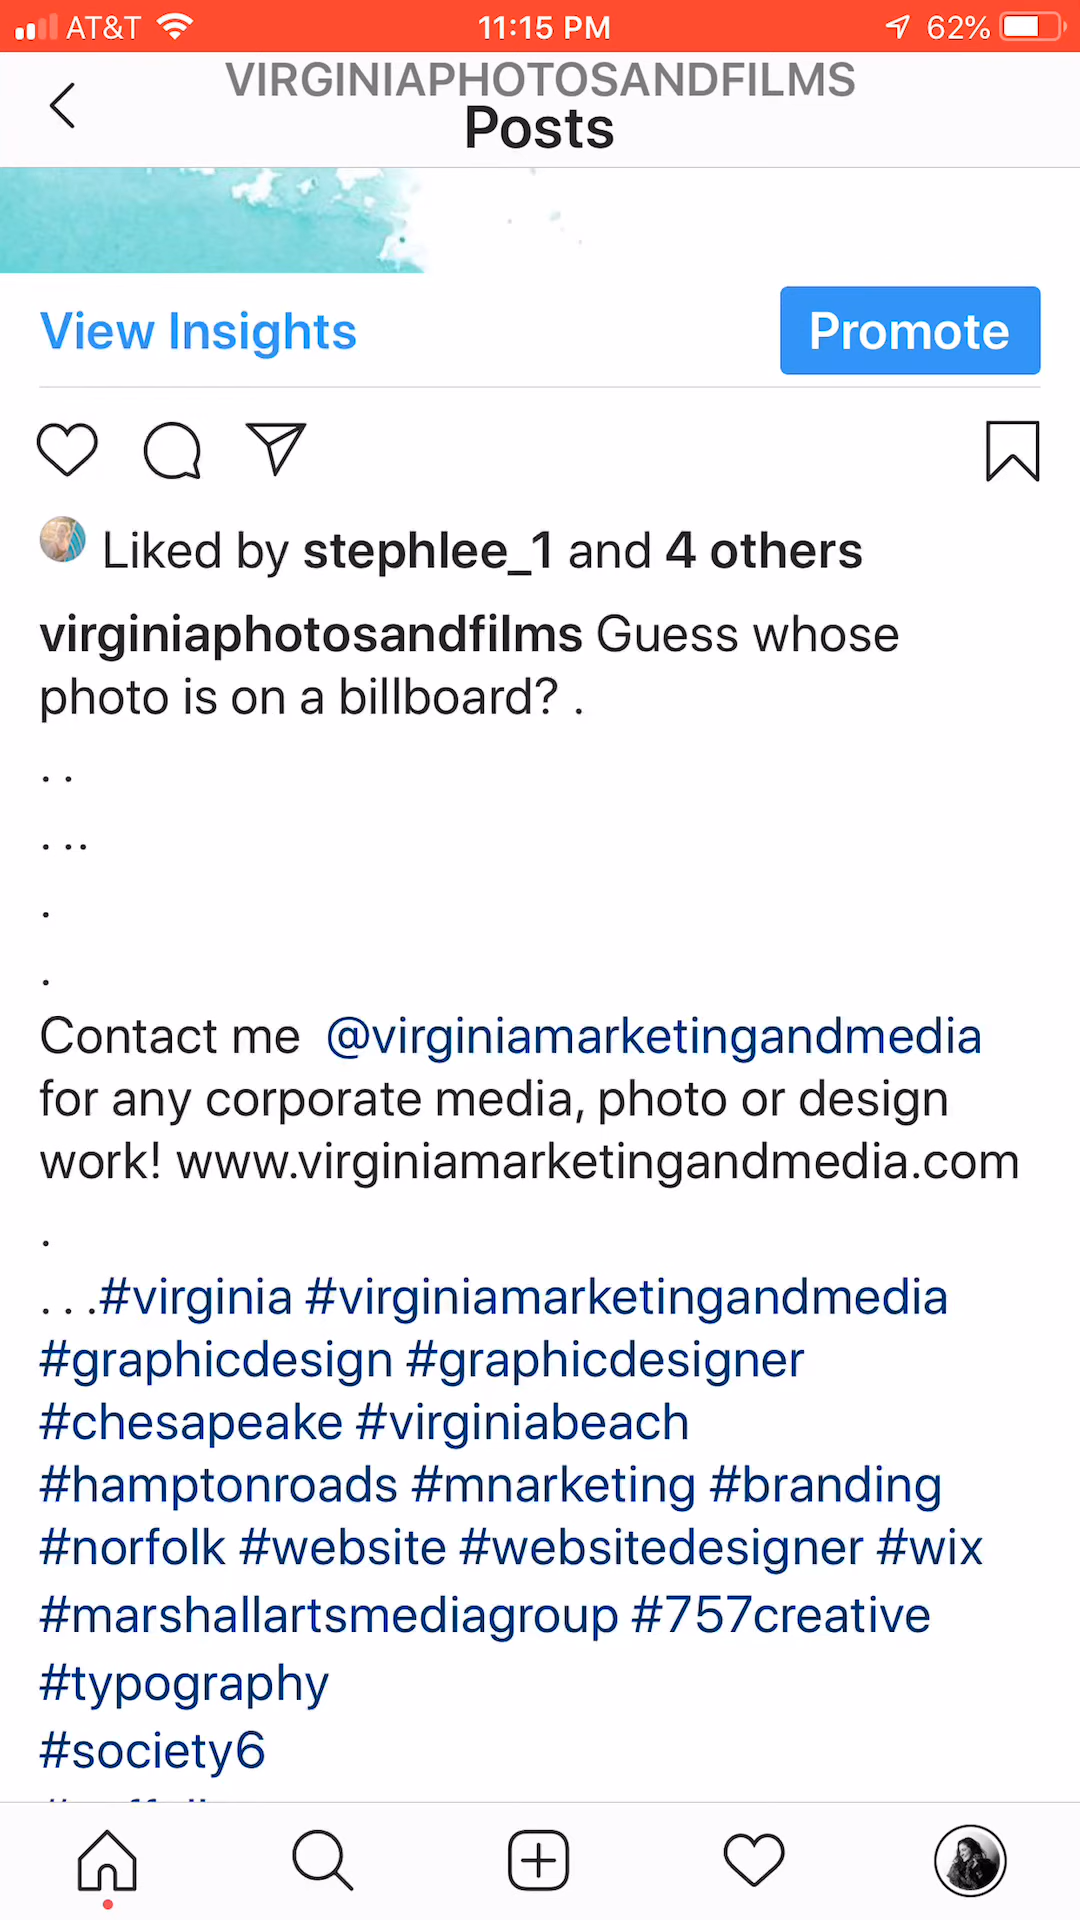 AT&T 11:15 PM 62%
VIRGINIAPHOTOSANDFILMS
Posts
View Insights Promote
Liked by stephlee_1 and 4 others
virginiaphotosandfilms Guess whose
photo is on a billboard? .
. .
. ..
.
.
Contact me @virginiamarketingandmedia
for any corporate media, photo or design
work! www.virginiamarketingandmedia.com
.
. . .#virginia #virginiamarketingandmedia
#graphicdesign #graphicdesigner
#chesapeake #virginiabeach
#hamptonroads #mnarketing #branding
#norfolk #website #websitedesigner #wix
#marshallartsmediagroup #757creative
#typography
#society6